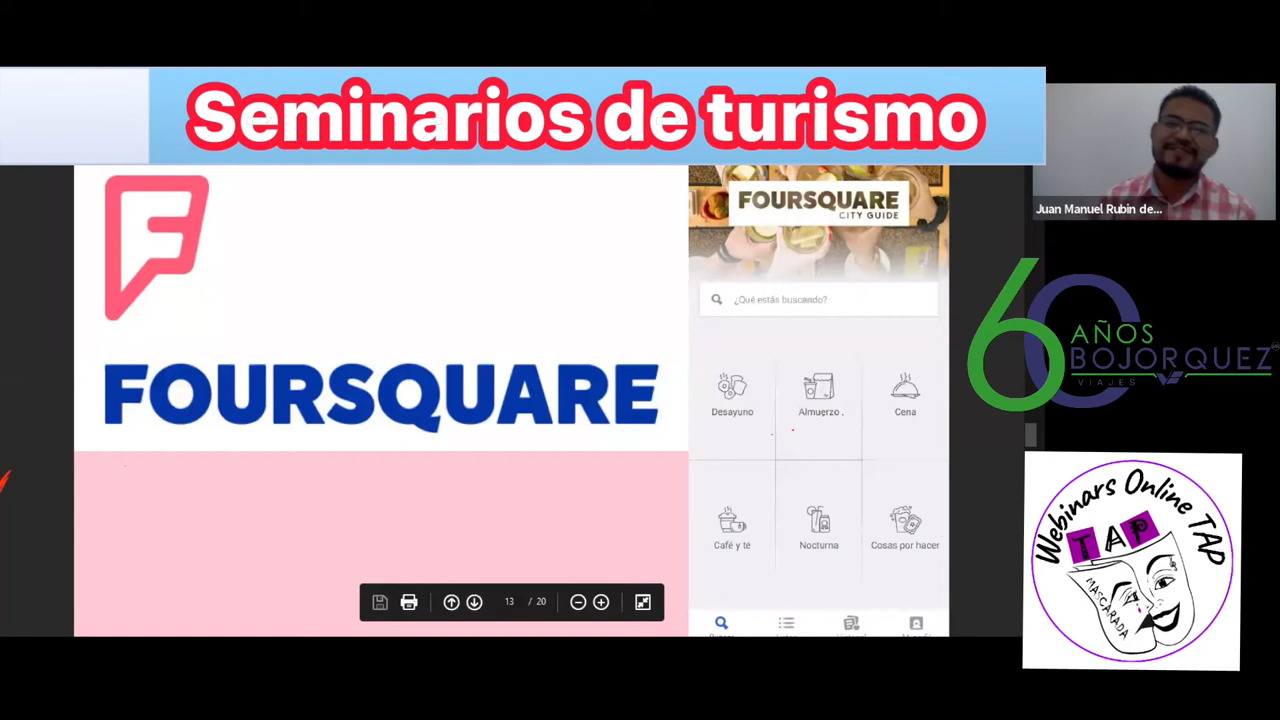 Seminarios de turismo
FOURSQUARE
FOURSQUARE
CITY GUIDE
¿Qué estás buscando?
Desayuno
Almuerzo
Cena
Café y té
Nocturna
Cosas por hacer
13 / 20
Juan Manuel Rubin de...
60
AÑOS
BOJORQUEZ
VIAJES
Webinars Online TAP
TAP
MASCARADA